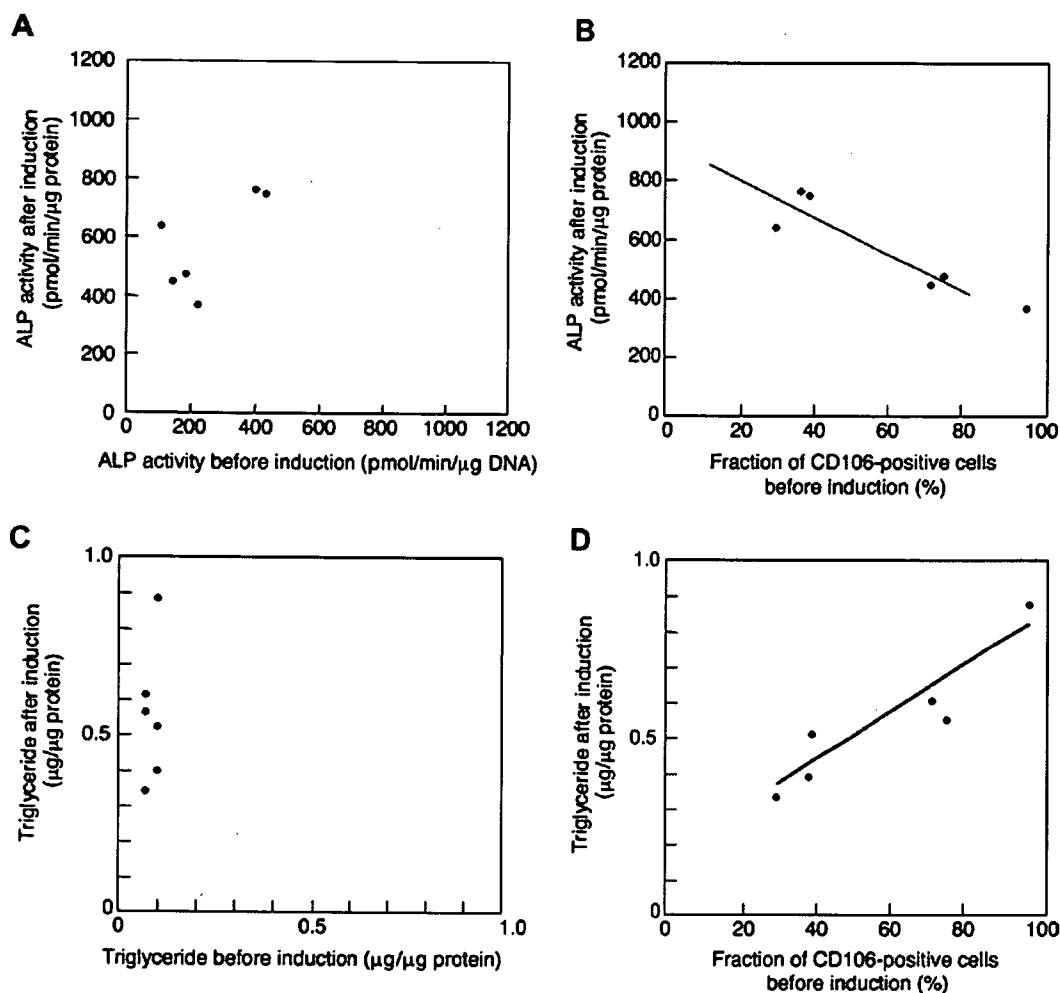 A
1200
1000
800
600
400
200
0
ALP activity after induction
(pmol/min/μg protein)
0 200 400 600 800 1000 1200
ALP activity before induction (pmol/min/μg DNA)
B
1200
1000
800
600
400
200
0
ALP activity after induction
(pmol/min/μg protein)
0 20 40 60 80 100
Fraction of CD106-positive cells
before induction (%)
C
1.0
0.5
0
Triglyceride after induction
(μg/μg protein)
0 0.5 1.0
Triglyceride before induction (μg/μg protein)
D
1.0
0.5
0
Triglyceride after induction
(μg/μg protein)
0 20 40 60 80 100
Fraction of CD106-positive cells
before induction (%)